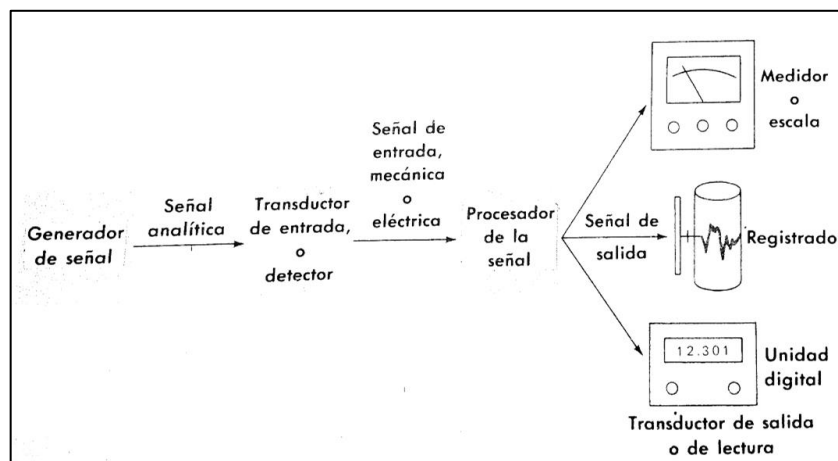 Generador
de señal
Señal
analítica
Transductor
de entrada,
o
detector
Señal de
entrada,
mecánica
o
eléctrica
Procesador
de la
señal
Señal de
salida
Medidor
o
escala
Registrado
12.301
Unidad
digital
Transductor de salida
o de lectura